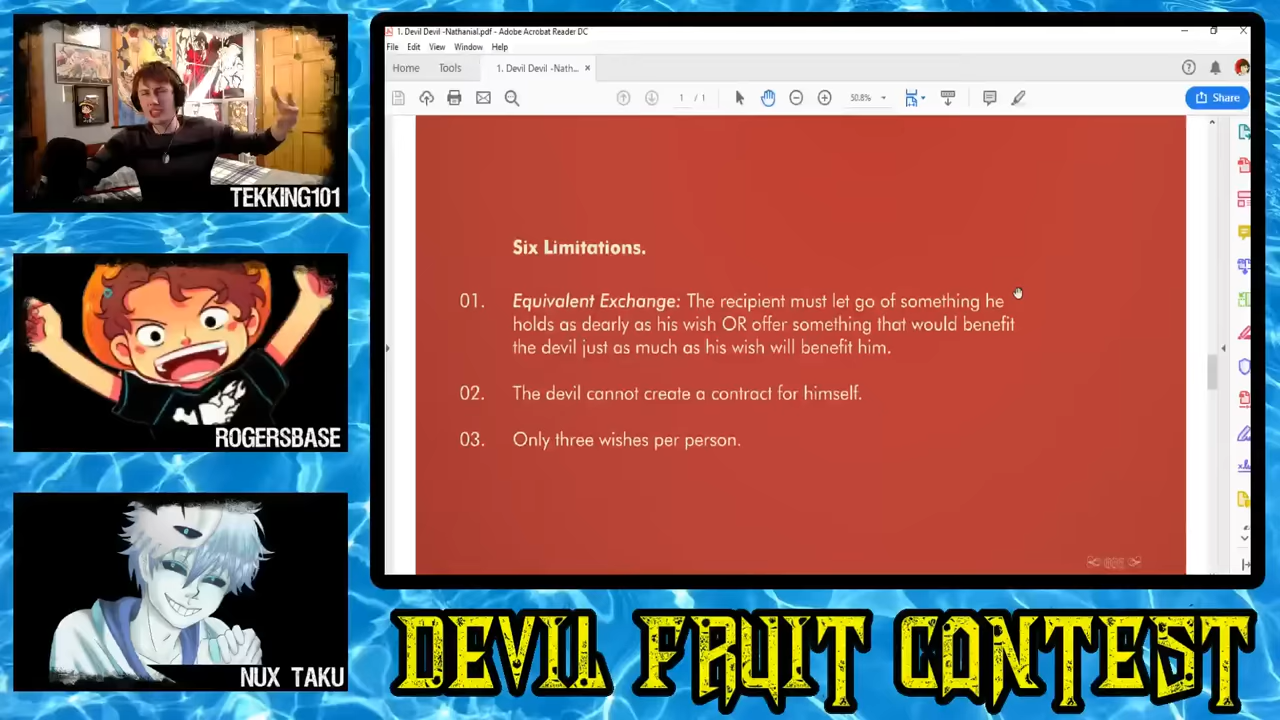 TEKKING101
ROGERSBASE
NUX TAKU
1. Devil Devil -Nathanial.pdf - Adobe Acrobat Reader DC
File Edit View Window Help
Home Tools 1. Devil Devil -Nath... ×
1 / 1 50.8% Share
Six Limitations.
01. Equivalent Exchange: The recipient must let go of something he
holds as dearly as his wish OR offer something that would benefit
the devil just as much as his wish will benefit him.
02. The devil cannot create a contract for himself.
03. Only three wishes per person.
DEVIL FRUIT CONTEST